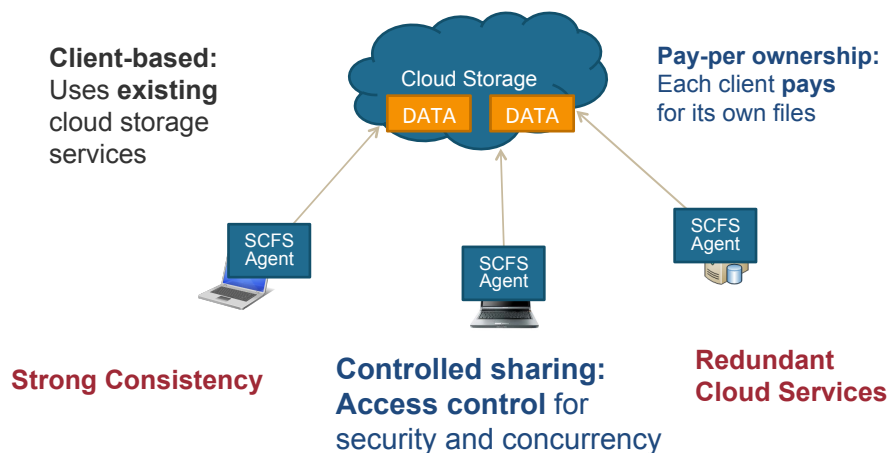 Client-based:
Uses existing
cloud storage
services
Cloud Storage
DATA
DATA
Pay-per ownership:
Each client pays
for its own files
SCFS
Agent
SCFS
Agent
SCFS
Agent
Strong Consistency
Controlled sharing:
Access control for
security and concurrency
Redundant
Cloud Services